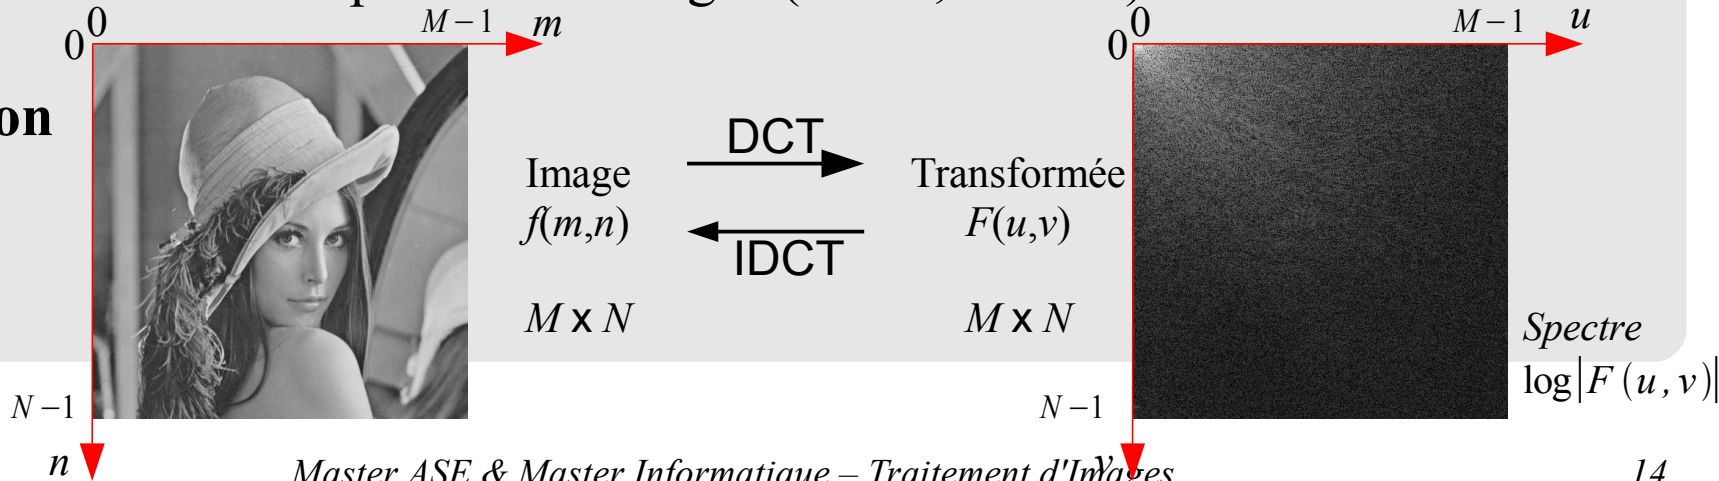 0 M – 1 m
0
0 M – 1 u
0
on
DCT
Image Transformée
f(m,n) F(u,v)
IDCT
M x N M x N
Spectre
log|F (u , v)|
N –1 N –1
n v
Master ASE & Master Informatique – Traitement d'Images 14